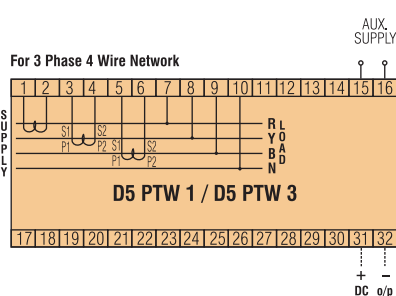 AUX.
SUPPLY
For 3 Phase 4 Wire Network
1 2 3 4 5 6 7 8 9 10 11 12 13 14 15 16
SUPPLY
S1 S2
P1 P2
S1 S2
P1 P2
R
Y
B
N
LOAD
D5 PTW 1 / D5 PTW 3
17 18 19 20 21 22 23 24 25 26 27 28 29 30 31 32
+ −
DC o/p